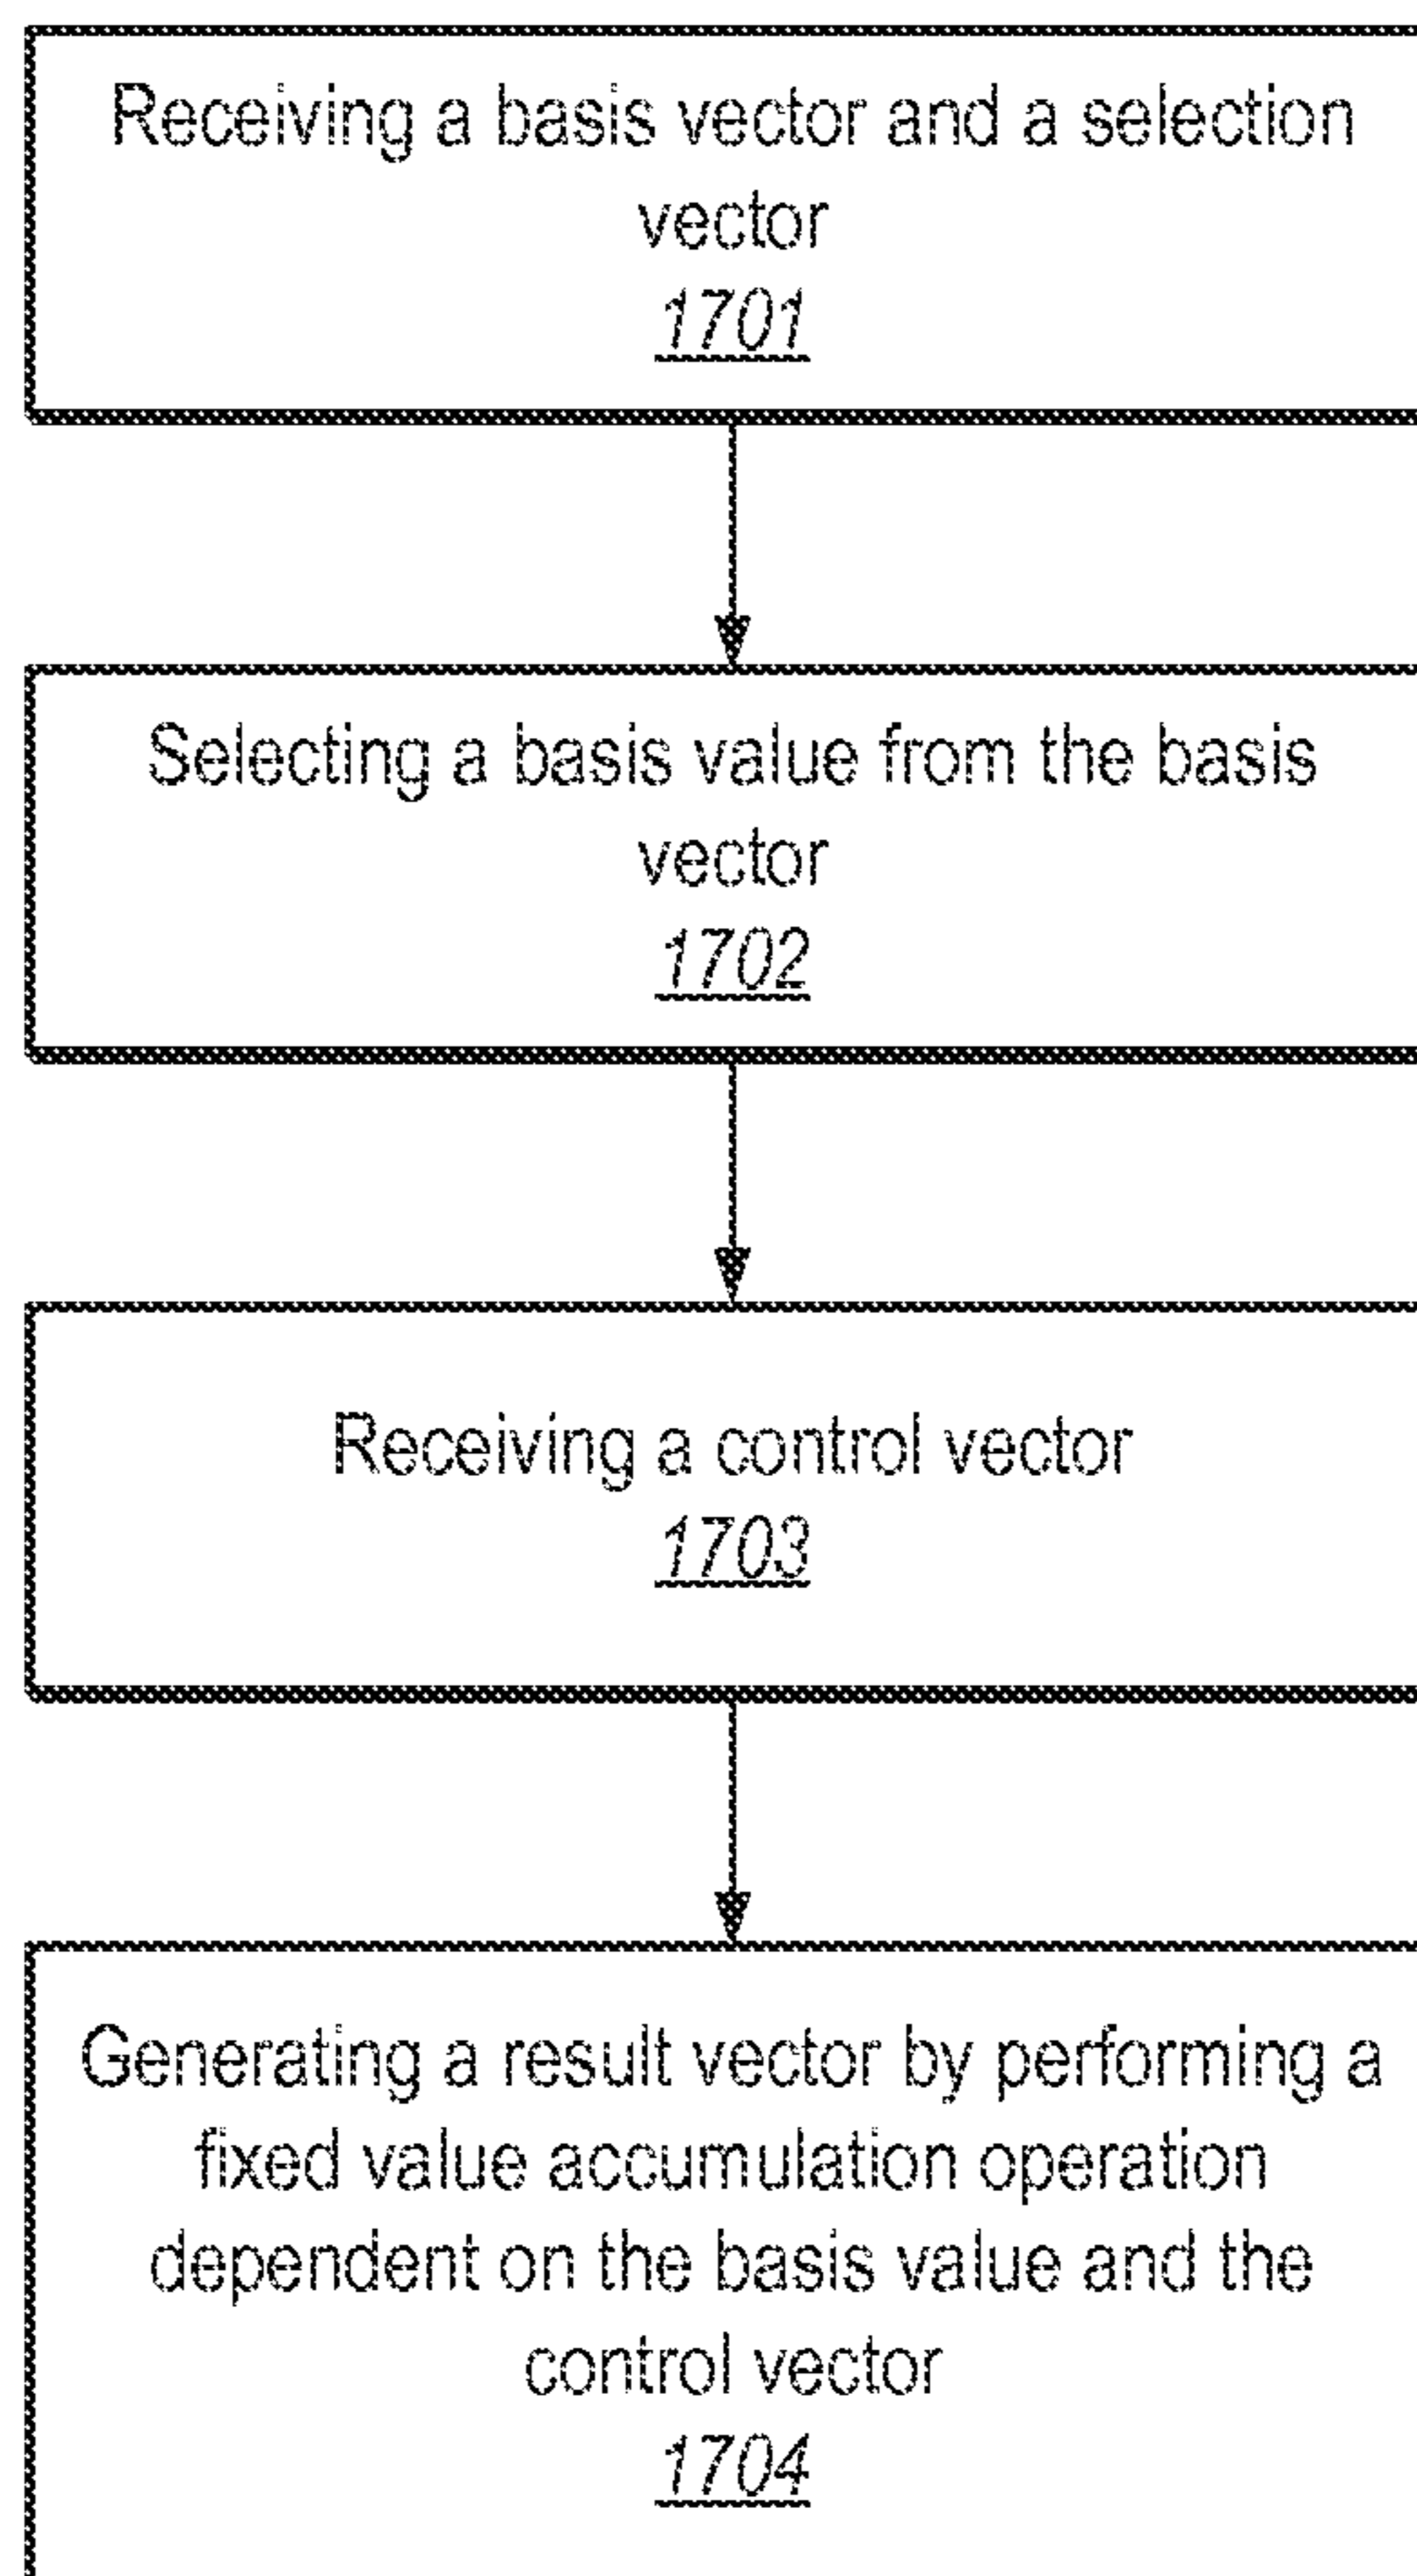 Receiving a basis vector and a selection
vector
1701
Selecting a basis value from the basis
vector
1702
Receiving a control vector
1703
Generating a result vector by performing a
fixed value accumulation operation
dependent on the basis value and the
control vector
1704